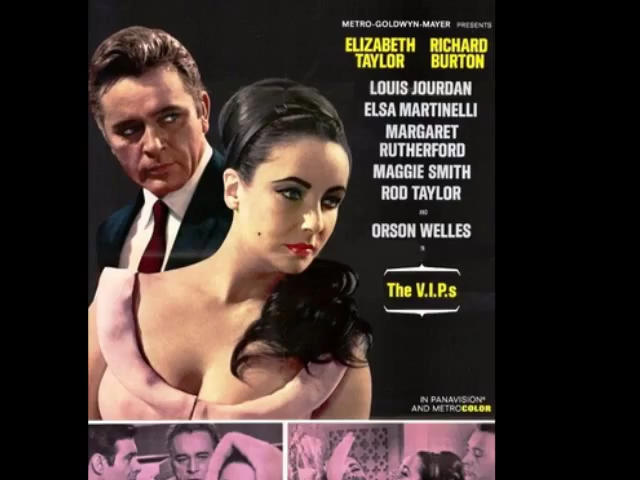 METRO-GOLDWYN-MAYER PRESENTS
ELIZABETH TAYLOR
RICHARD BURTON
LOUIS JOURDAN
ELSA MARTINELLI
MARGARET
RUTHERFORD
MAGGIE SMITH
ROD TAYLOR
AND
ORSON WELLES
IN
The V.I.P.s
IN PANAVISION®
AND METROCOLOR